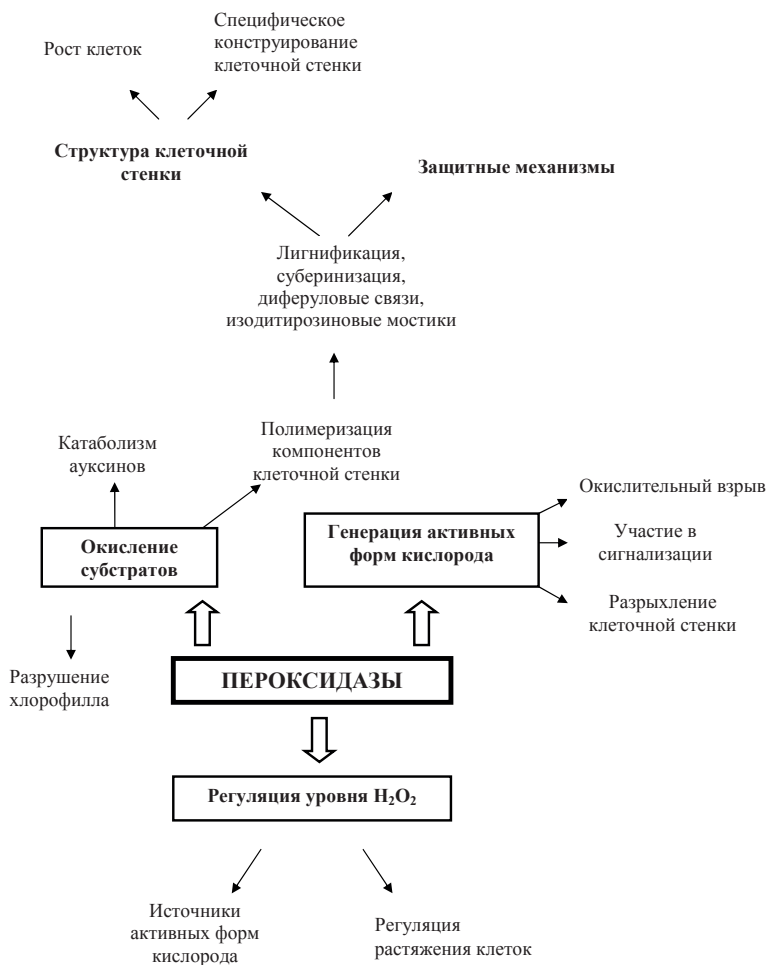 Рост клеток
Специфическое
конструирование
клеточной стенки
Структура клеточной
стенки
Защитные механизмы
Лигнификация,
суберинизация,
диферуловые связи,
изодитирозиновые мостики
Катаболизм
ауксинов
Полимеризация
компонентов
клеточной стенки
Окисление
субстратов
Генерация активных
форм кислорода
Окислительный взрыв
Участие в
сигнализации
Разрыхление
клеточной стенки
Разрушение
хлорофилла
ПЕРОКСИДАЗЫ
Регуляция уровня H₂O₂
Источники
активных форм
кислорода
Регуляция
растяжения клеток